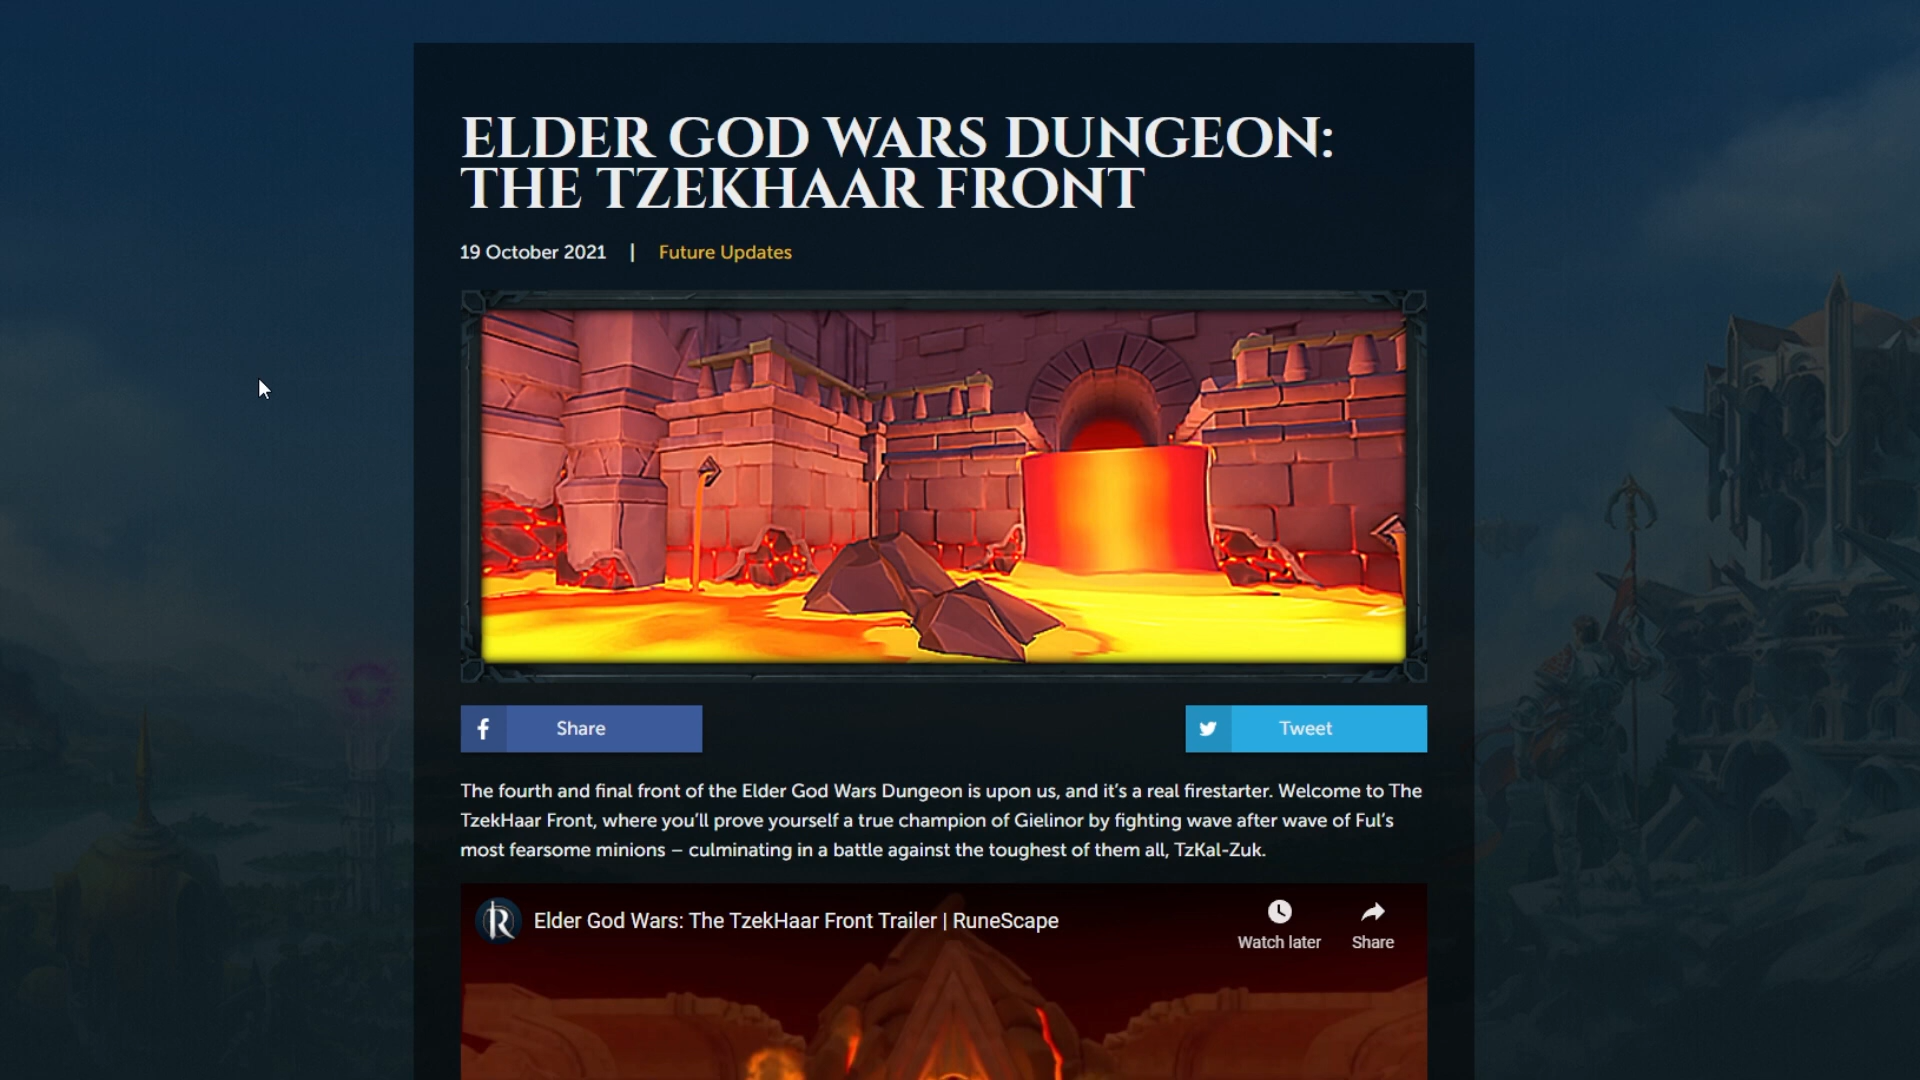 ELDER GOD WARS DUNGEON:
THE TZEKHAAR FRONT
19 October 2021 | Future Updates
Share
Tweet
The fourth and final front of the Elder God Wars Dungeon is upon us, and it's a real firestarter. Welcome to The
TzekHaar Front, where you'll prove yourself a true champion of Gielinor by fighting wave after wave of Ful's
most fearsome minions – culminating in a battle against the toughest of them all, TzKal-Zuk.
Elder God Wars: The TzekHaar Front Trailer | RuneScape
Watch later
Share